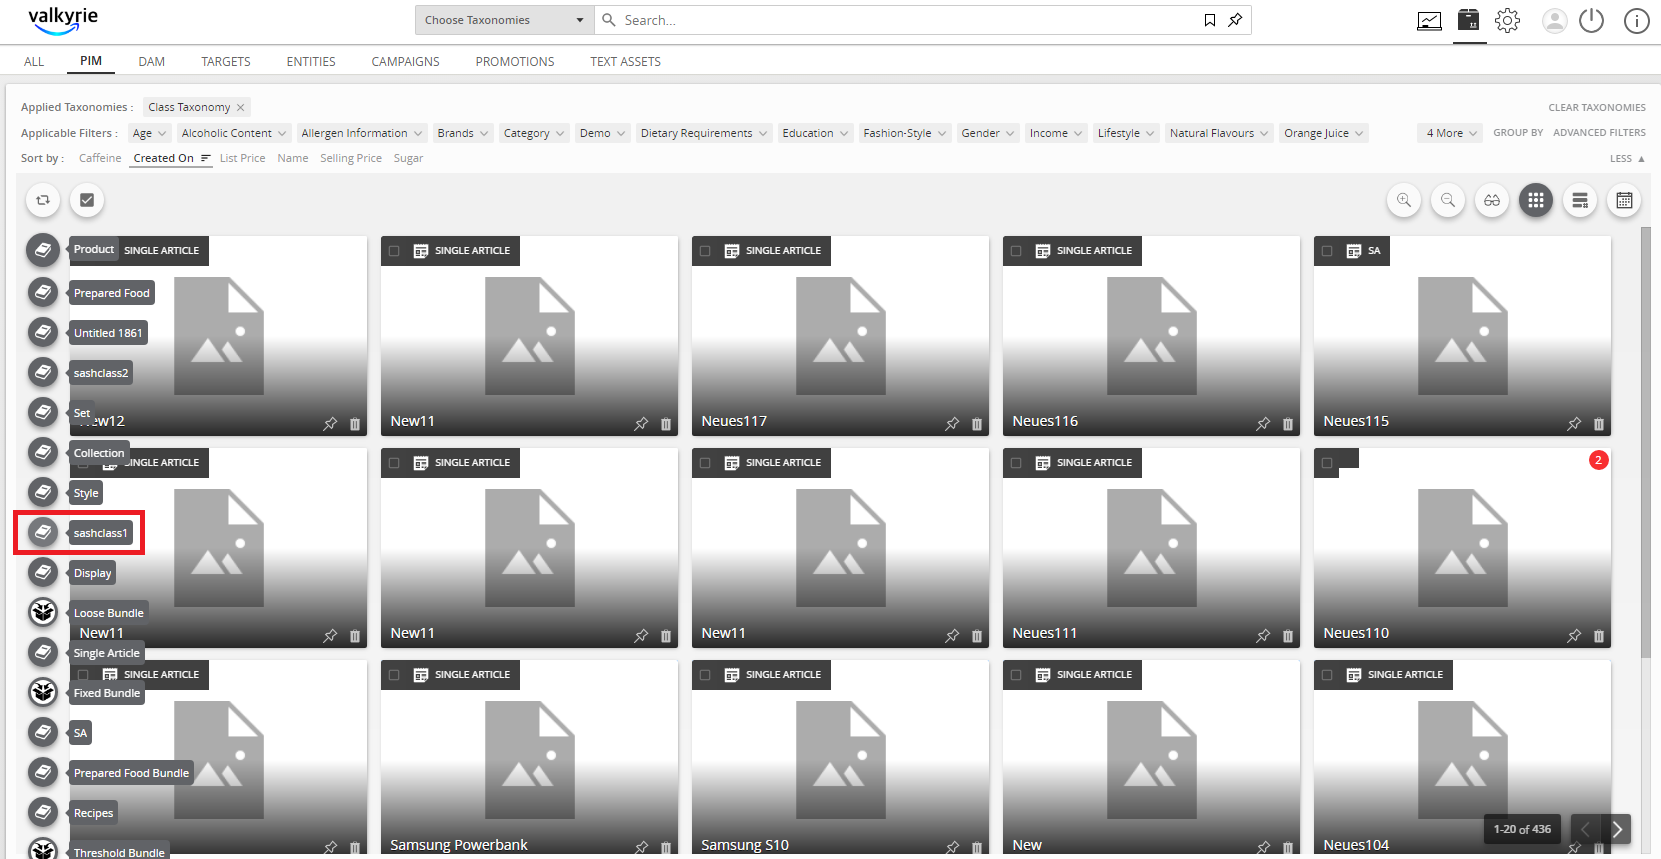 valkyrie
Choose Taxonomies
Search...
ALL PIM DAM TARGETS ENTITIES CAMPAIGNS PROMOTIONS TEXT ASSETS
Applied Taxonomies : Class Taxonomy CLEAR TAXONOMIES
Applicable Filters : Age Alcoholic Content Allergen Information Brands Category Demo Dietary Requirements Education Fashion-Style Gender Income Lifestyle Natural Flavours Orange Juice 4 More GROUP BY ADVANCED FILTERS
Sort by : Caffeine Created On List Price Name Selling Price Sugar LESS
Product SINGLE ARTICLE SINGLE ARTICLE SINGLE ARTICLE SINGLE ARTICLE SA
Prepared Food
Untitled 1861
sashclass2
Set
New12 New11 Neues117 Neues116 Neues115
Collection
SINGLE ARTICLE SINGLE ARTICLE SINGLE ARTICLE SINGLE ARTICLE 2
Style
sashclass1
Display
Loose Bundle
New11 New11 New11 Neues111 Neues110
Single Article
SINGLE ARTICLE SINGLE ARTICLE SINGLE ARTICLE SINGLE ARTICLE SINGLE ARTICLE
Fixed Bundle
SA
Prepared Food Bundle
Recipes
1-20 of 436
Samsung Powerbank Samsung S10 New Neues104
Threshold Bundle